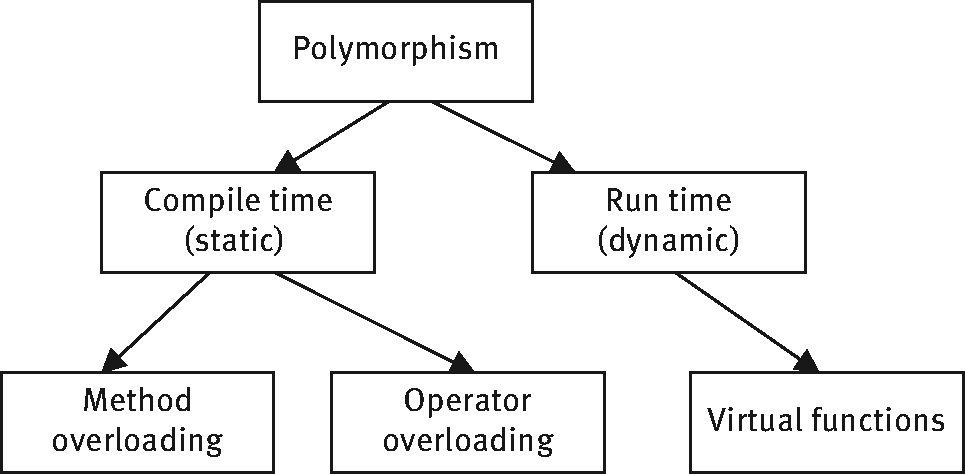 Polymorphism
Compile time
(static)
Run time
(dynamic)
Method
overloading
Operator
overloading
Virtual functions